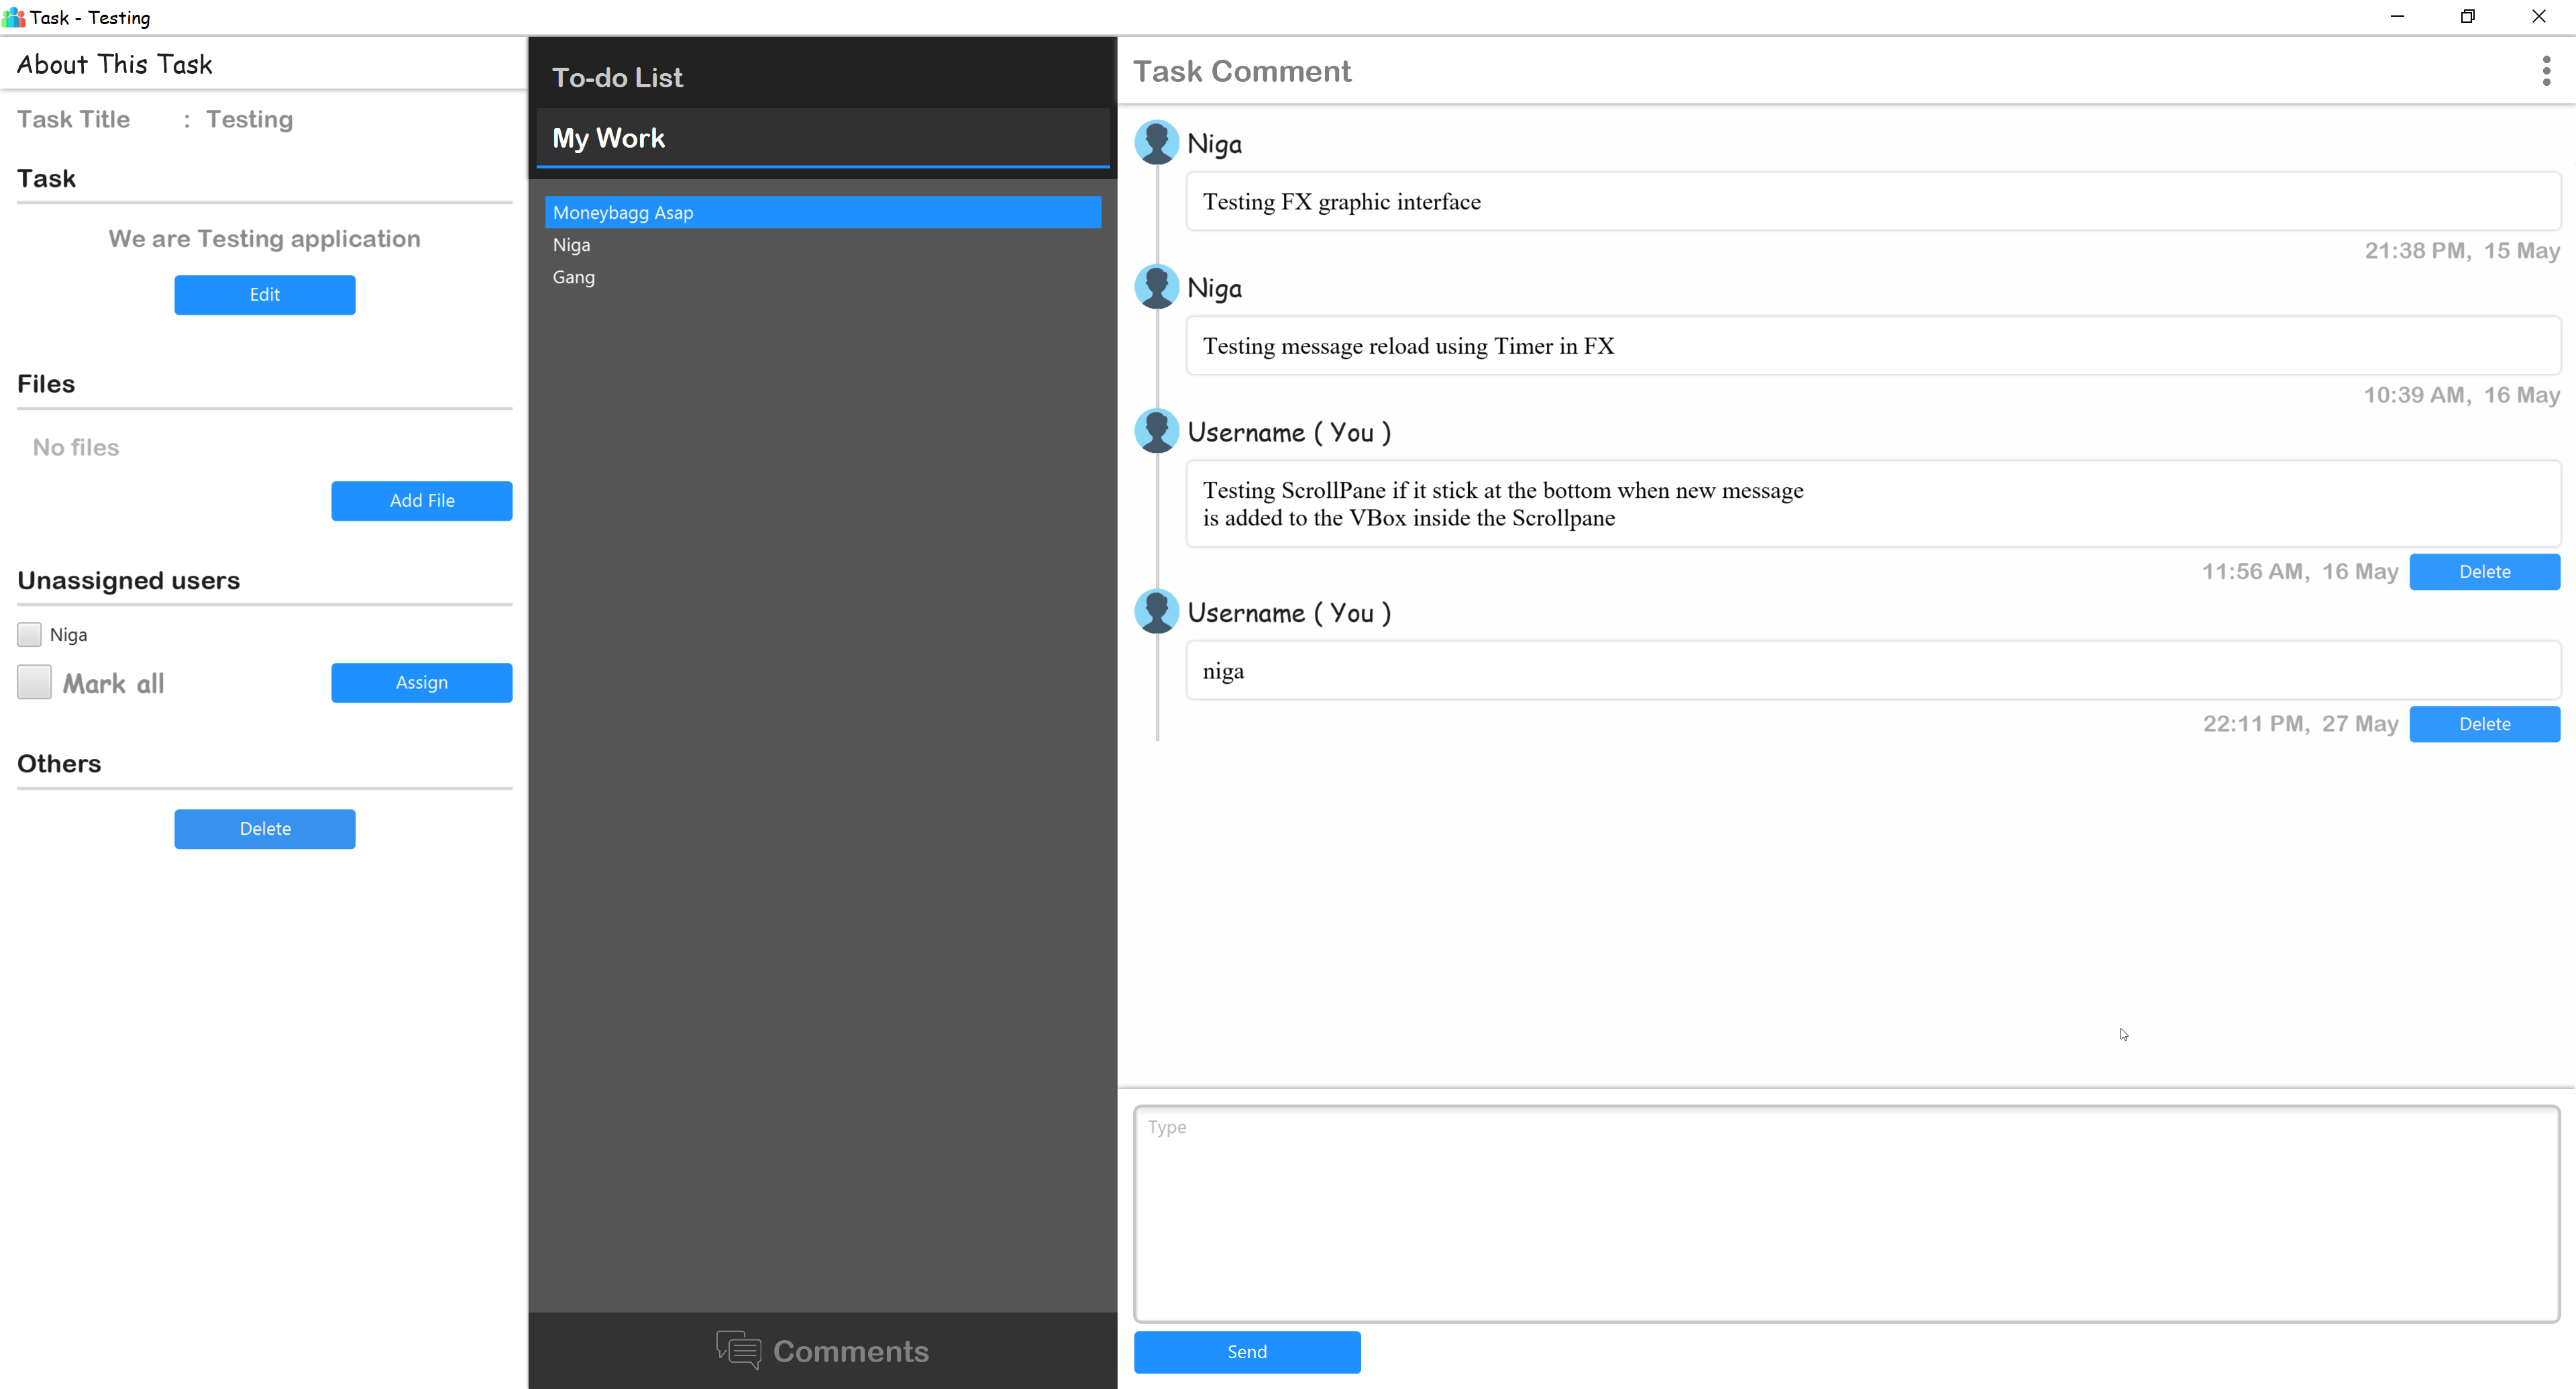 Task - Testing
About This Task
Task Title : Testing
Task
We are Testing application
Edit
Files
No files
Add File
Unassigned users
Niga
Mark all
Assign
Others
Delete
To-do List
My Work
Moneybagg Asap
Niga
Gang
Comments
Task Comment
Niga
Testing FX graphic interface
21:38 PM, 15 May
Niga
Testing message reload using Timer in FX
10:39 AM, 16 May
Username ( You )
Testing ScrollPane if it stick at the bottom when new message
is added to the VBox inside the Scrollpane
11:56 AM, 16 May
Delete
Username ( You )
niga
22:11 PM, 27 May
Delete
Type
Send